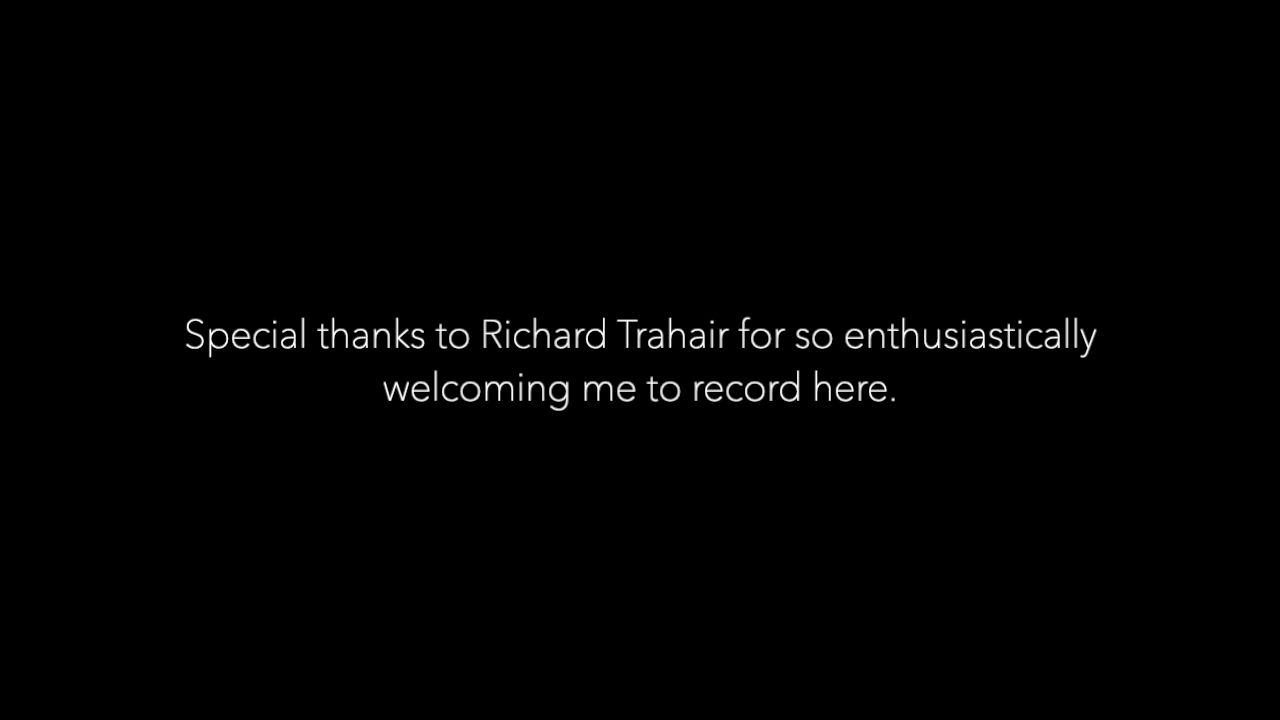 Special thanks to Richard Trahair for so enthusiastically
welcoming me to record here.